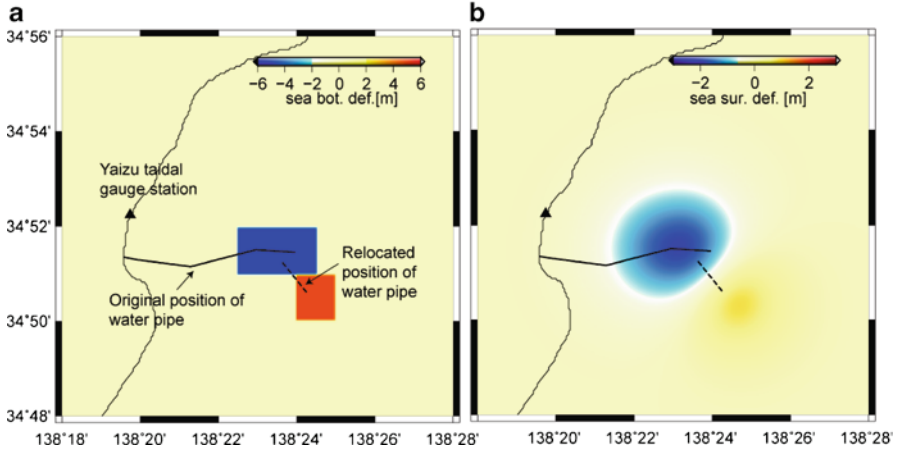 a
b
34°56'
34°54'
34°52'
34°50'
34°48'
−6 −4 −2 0 2 4 6
sea bot. def.[m]
Yaizu taidal
gauge station
Original position of
water pipe
Relocated
position of
water pipe
138°18' 138°20' 138°22' 138°24' 138°26' 138°28'
−2 0 2
sea sur. def. [m]
138°20' 138°22' 138°24' 138°26' 138°28'